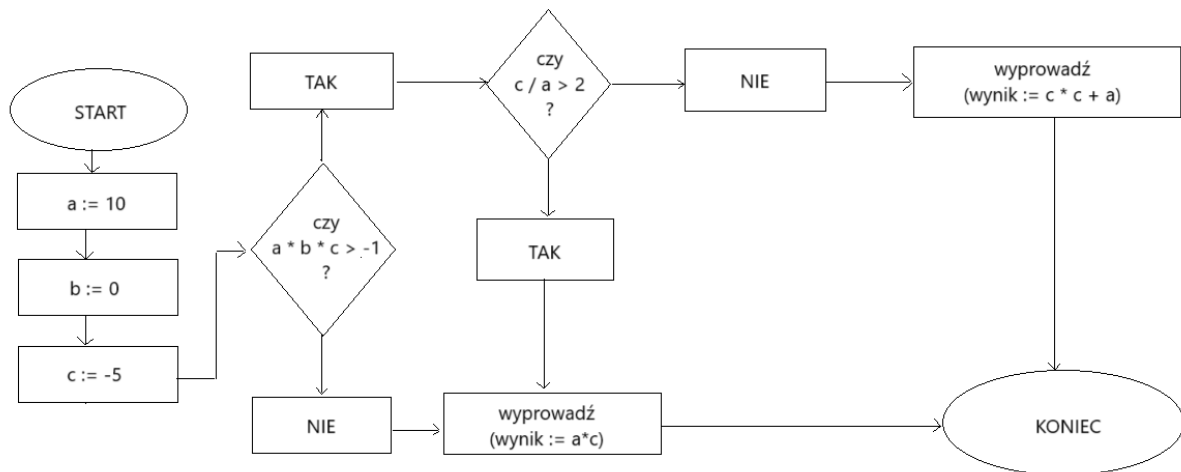 START
a := 10
b := 0
c := -5
czy
a * b * c > -1
?
TAK
czy
c / a > 2
?
NIE
wyprowadź
(wynik := c * c + a)
TAK
NIE
wyprowadź
(wynik := a*c)
KONIEC